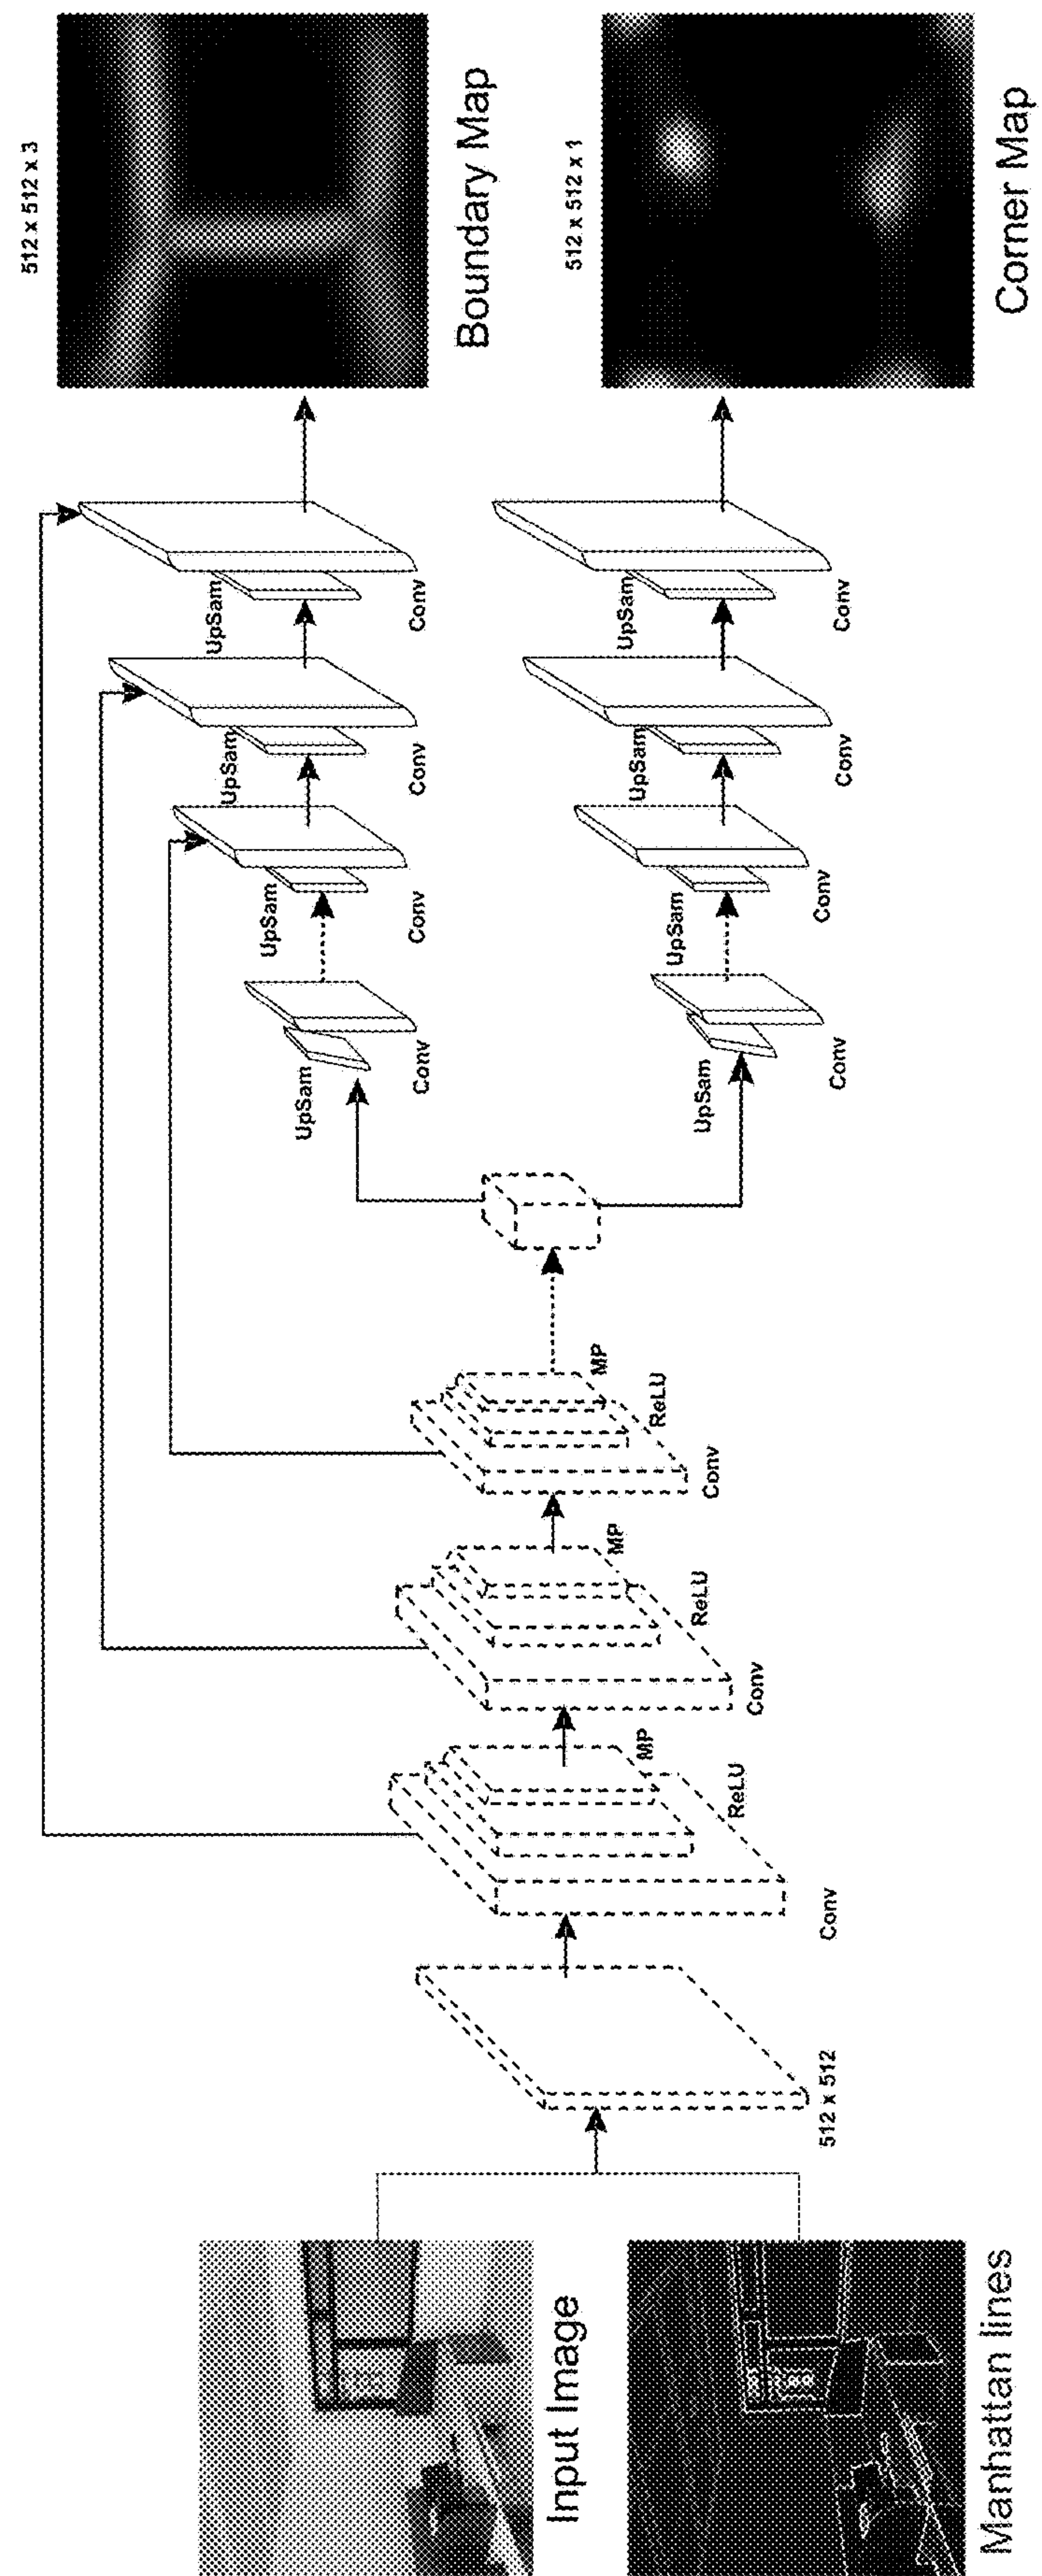 Input Image
Manhattan lines
512 x 512
Conv
ReLU
MP
Conv
ReLU
MP
Conv
ReLU
MP
UpSam
Conv
UpSam
Conv
UpSam
Conv
UpSam
Conv
512 x 512 x 3
Boundary Map
UpSam
Conv
UpSam
Conv
UpSam
Conv
UpSam
Conv
512 x 512 x 1
Corner Map